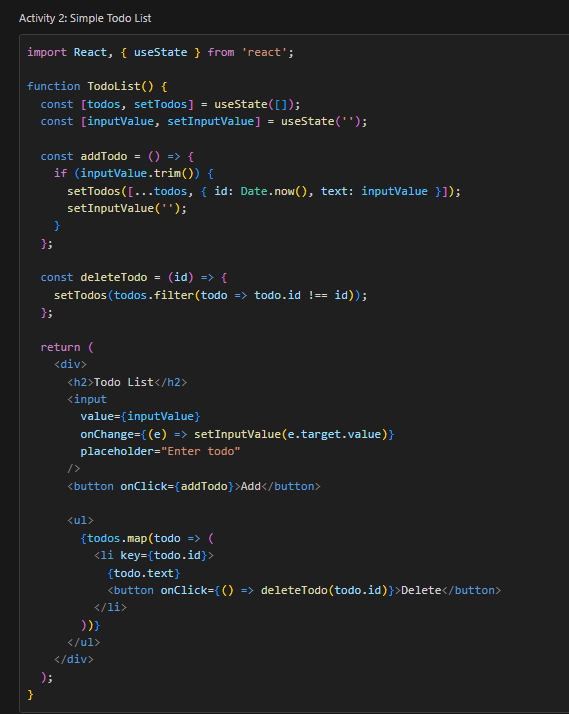 Activity 2: Simple Todo List
import React, { useState } from 'react';
function TodoList() {
  const [todos, setTodos] = useState([]);
  const [inputValue, setInputValue] = useState('');
  const addTodo = () => {
    if (inputValue.trim()) {
      setTodos([...todos, { id: Date.now(), text: inputValue }]);
      setInputValue('');
    }
  };
  const deleteTodo = (id) => {
    setTodos(todos.filter(todo => todo.id !== id));
  };
  return (
    <div>
      <h2>Todo List</h2>
      <input
        value={inputValue}
        onChange={(e) => setInputValue(e.target.value)}
        placeholder="Enter todo"
      />
      <button onClick={addTodo}>Add</button>
      <ul>
        {todos.map(todo => (
          <li key={todo.id}>
            {todo.text}
            <button onClick={() => deleteTodo(todo.id)}>Delete</button>
          </li>
        ))}
      </ul>
    </div>
  );
}